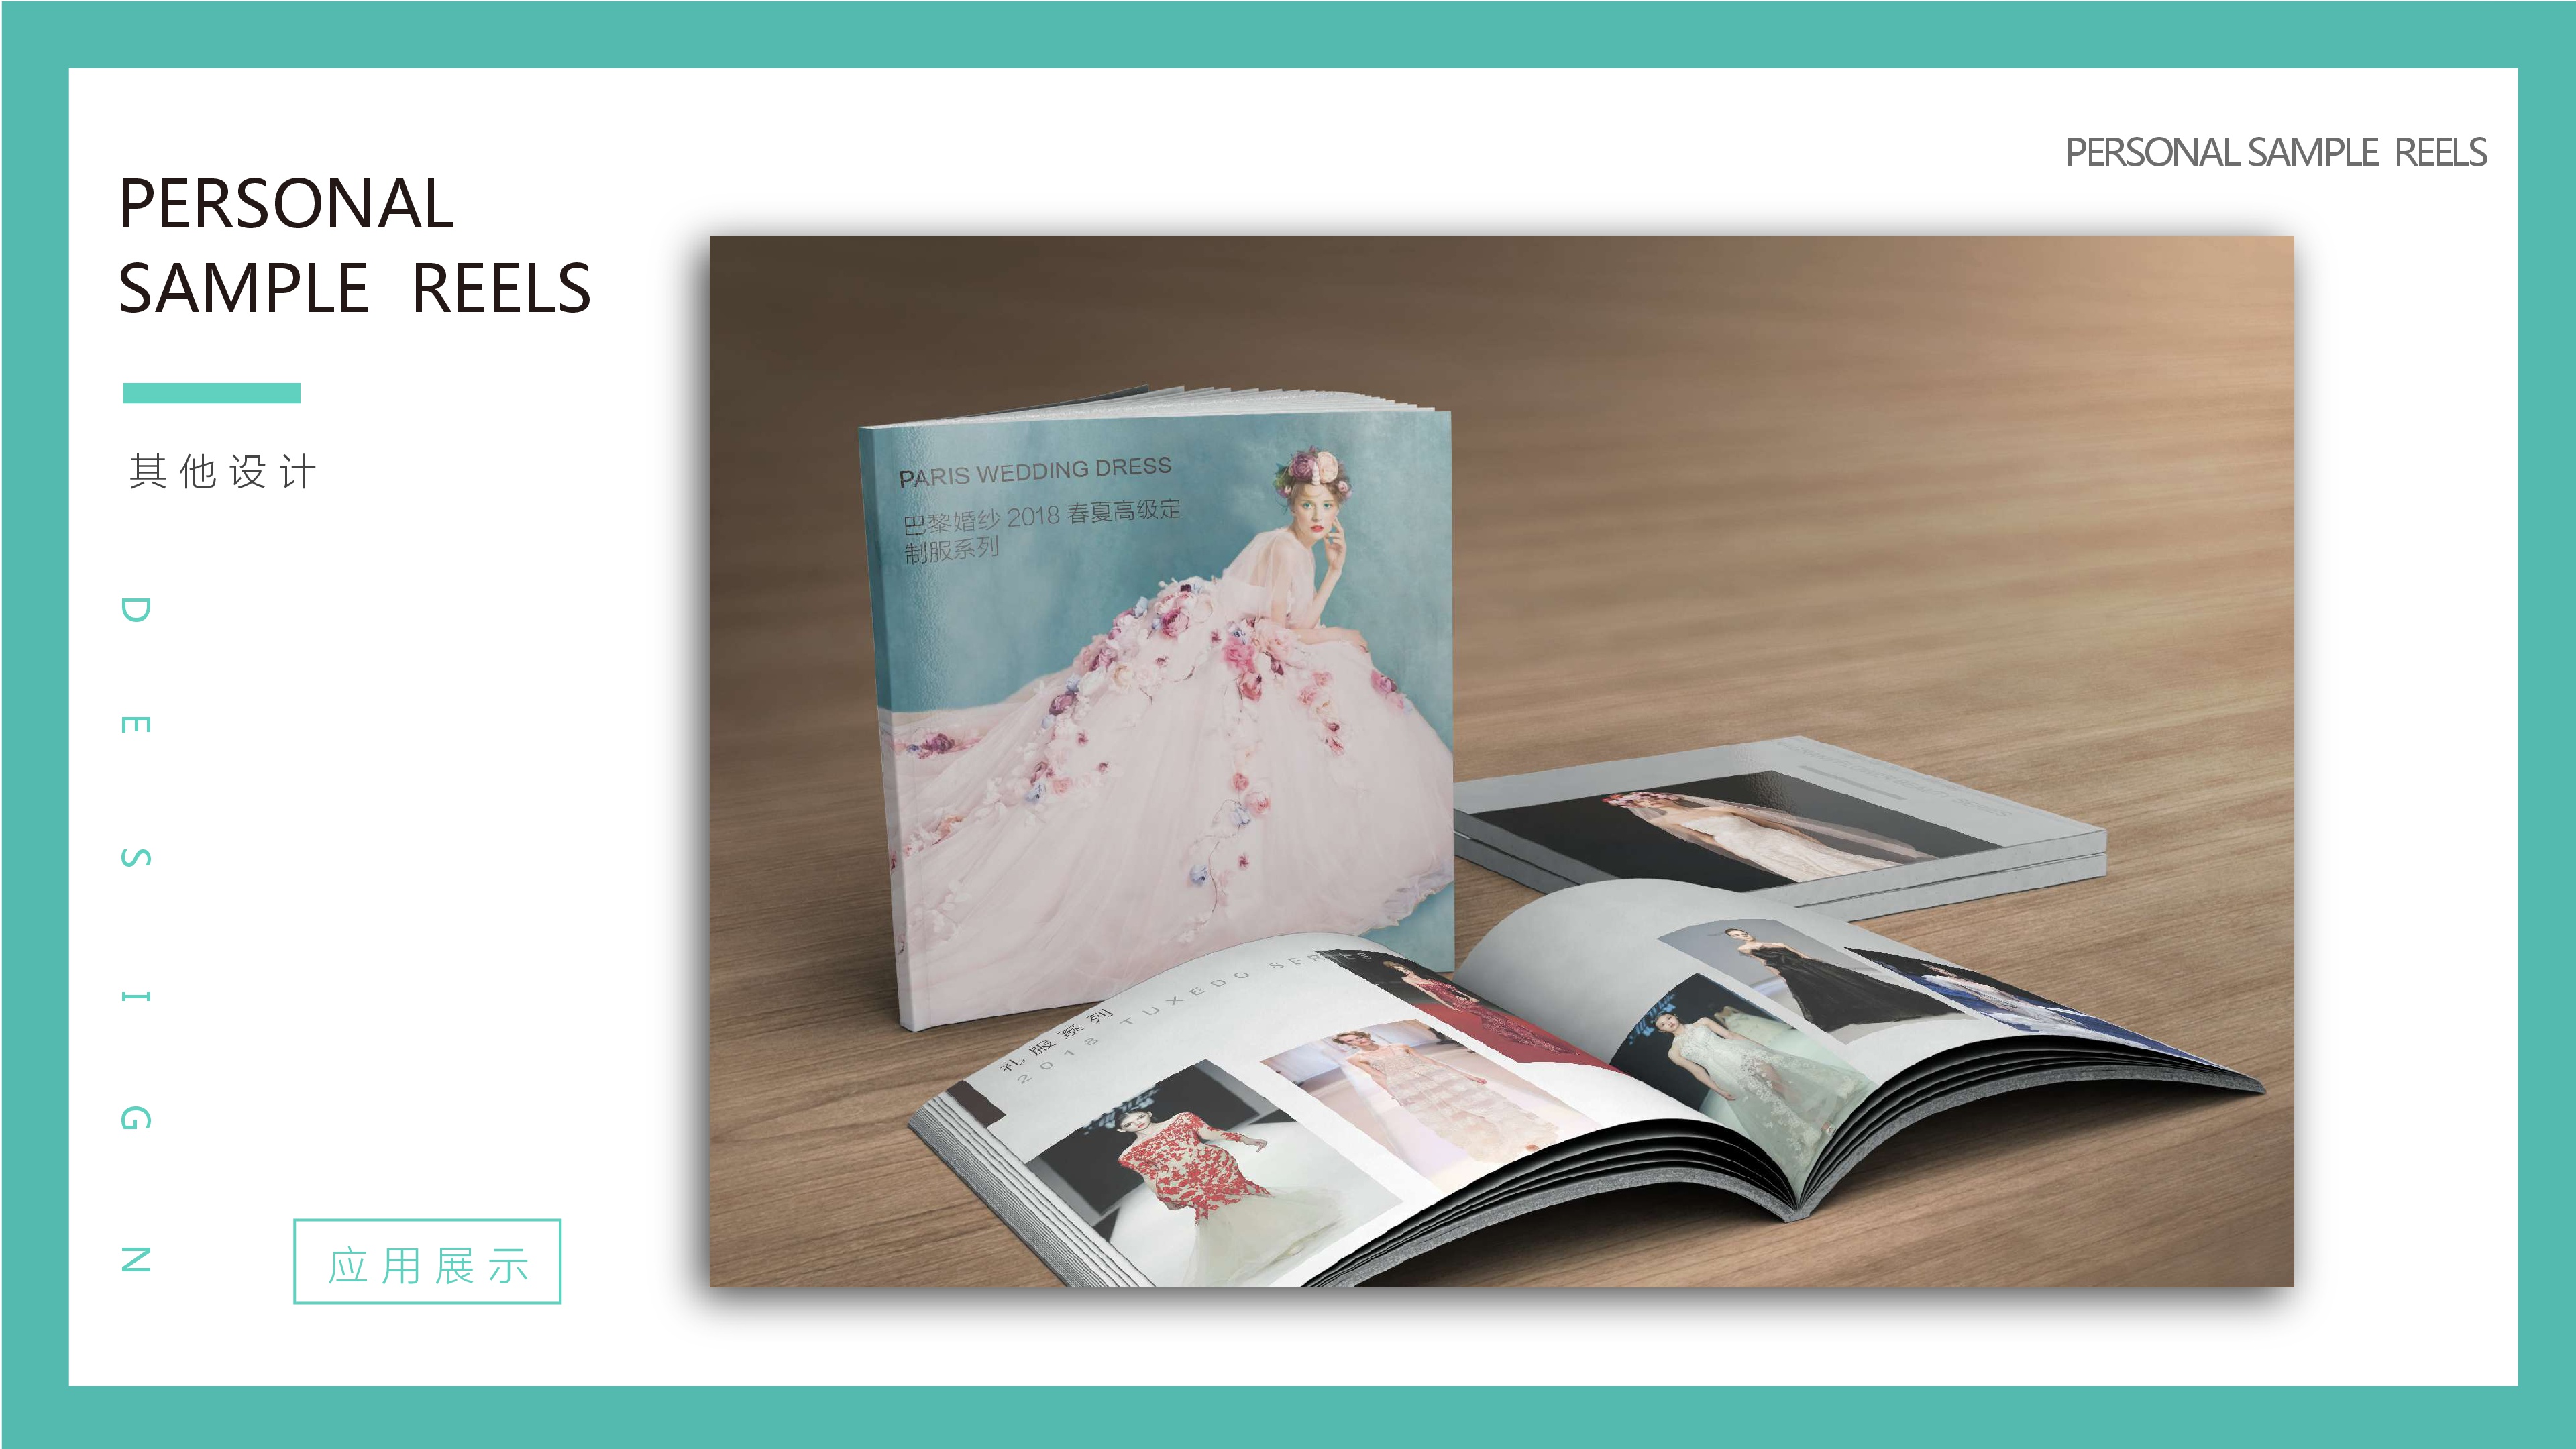 PERSONAL SAMPLE REELS
PERSONAL
SAMPLE REELS
其他设计
DESIGN
应用展示
PARIS WEDDING DRESS
巴黎婚纱 2018 春夏高级定
制服系列
礼服系列
2018 TUXEDO SERIES